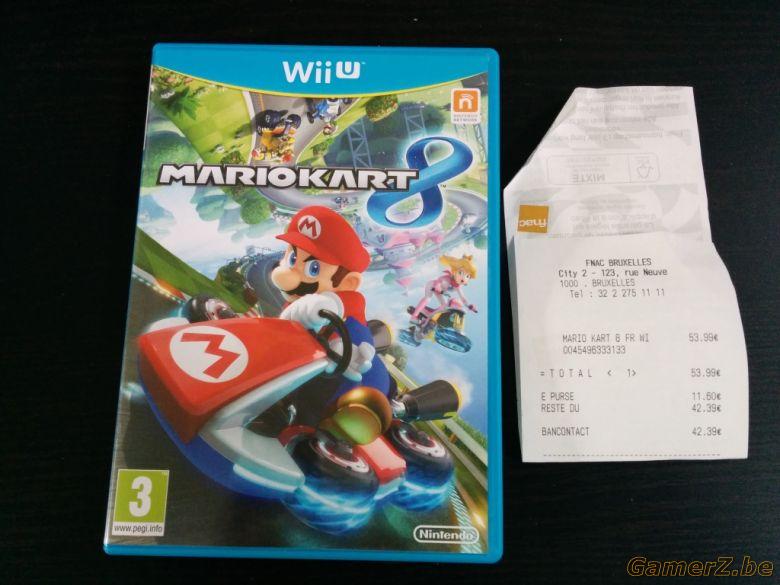 Wii U
NINTENDO
NETWORK
MARIOKART 8
TM
M
M
3
www.pegi.info
Nintendo
MIXTE
fnac
FNAC BRUXELLES
City 2 - 123, rue Neuve
1000 . BRUXELLES
Tel : 32 2 275 11 11
MARIO KART 8 FR WI 53.99€
0045496333133
= T O T A L < 1> 53.99€
E PURSE 11.60€
RESTE DU 42.39€
BANCONTACT 42.39€
GamerZ.be